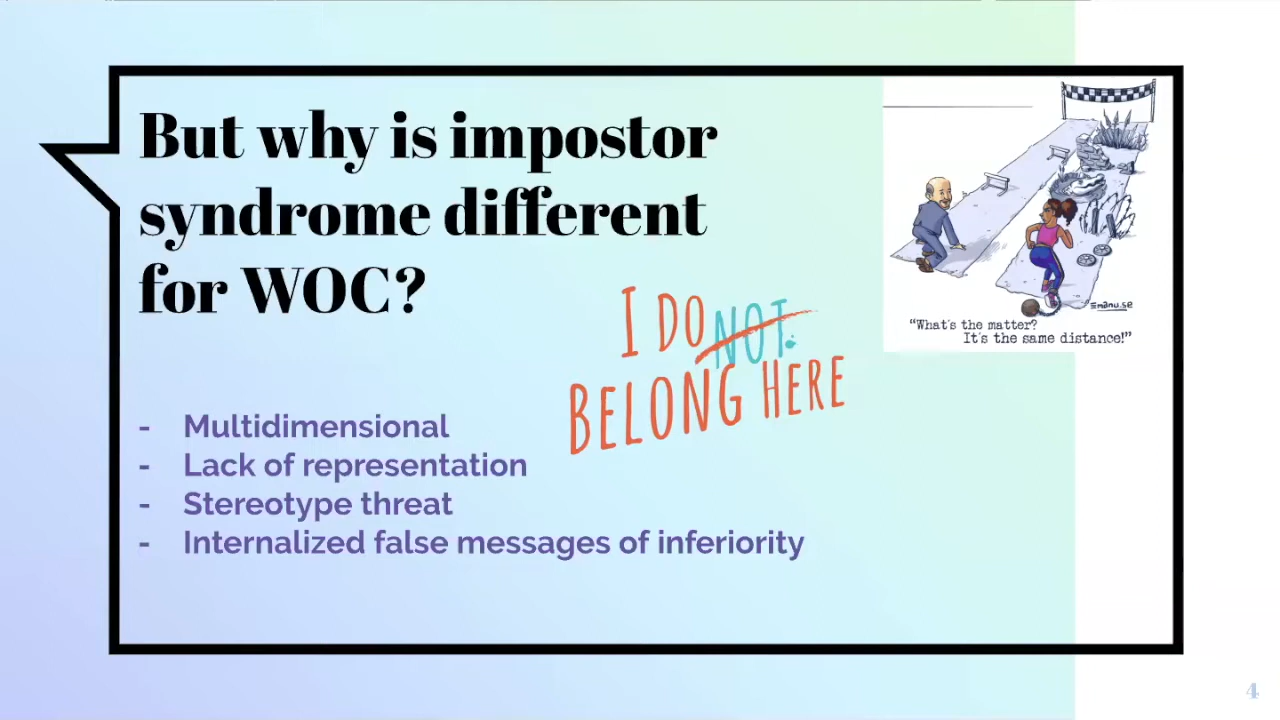 But why is impostor
syndrome different
for WOC?
I DO NOT
BELONG HERE
- Multidimensional
- Lack of representation
- Stereotype threat
- Internalized false messages of inferiority
Emanu.se
"What's the matter?
It's the same distance!"
4